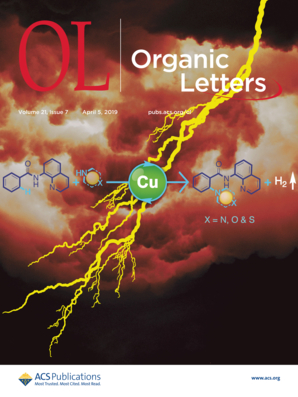 OL
Organic
Letters
Volume 21, Issue 7 April 5, 2019 pubs.acs.org/
O
N
H
N
HN
X
Cu
O
N
H
N
N
X
H2
X = N, O & S
ACS Publications
Most Trusted. Most Cited. Most Read.
www.acs.org